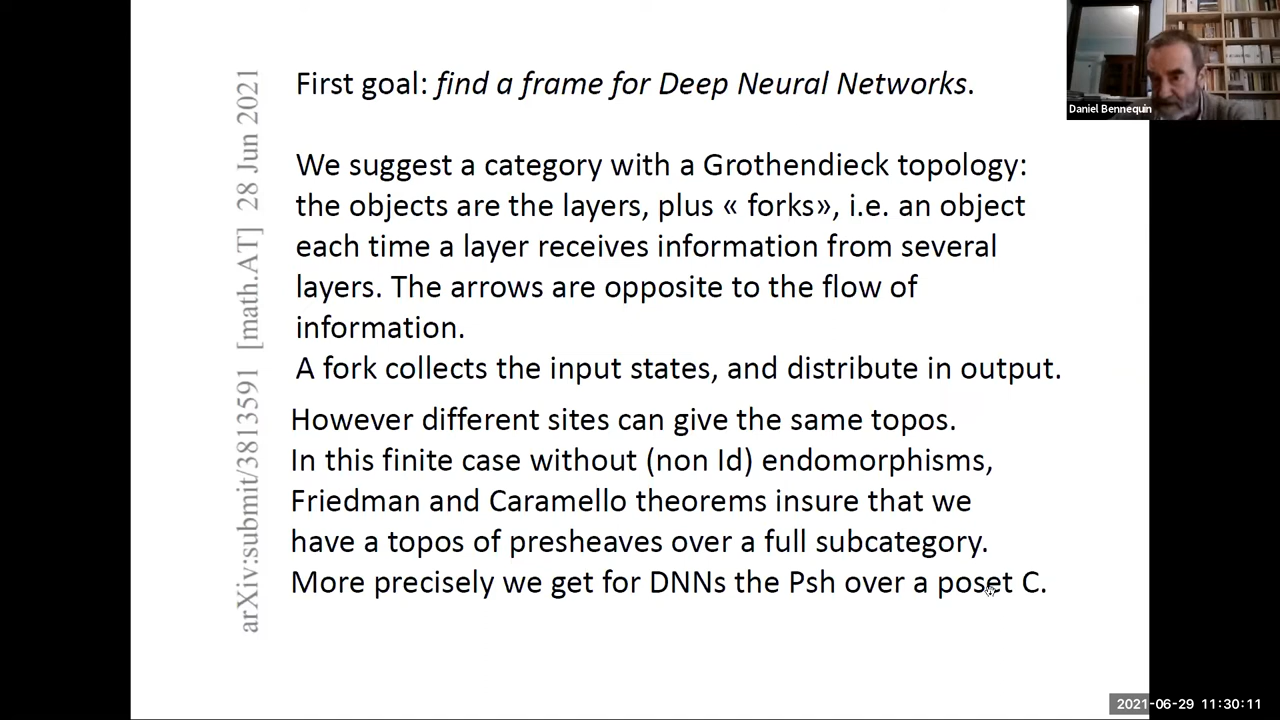 First goal: find a frame for Deep Neural Networks.
We suggest a category with a Grothendieck topology:
the objects are the layers, plus « forks», i.e. an object
each time a layer receives information from several
layers. The arrows are opposite to the flow of
information.
A fork collects the input states, and distribute in output.
However different sites can give the same topos.
In this finite case without (non Id) endomorphisms,
Friedman and Caramello theorems insure that we
have a topos of presheaves over a full subcategory.
More precisely we get for DNNs the Psh over a poset C.
arXiv:submit/3813591 [math.AT] 28 Jun 2021
Daniel Bennequin
2021-06-29 11:30:11